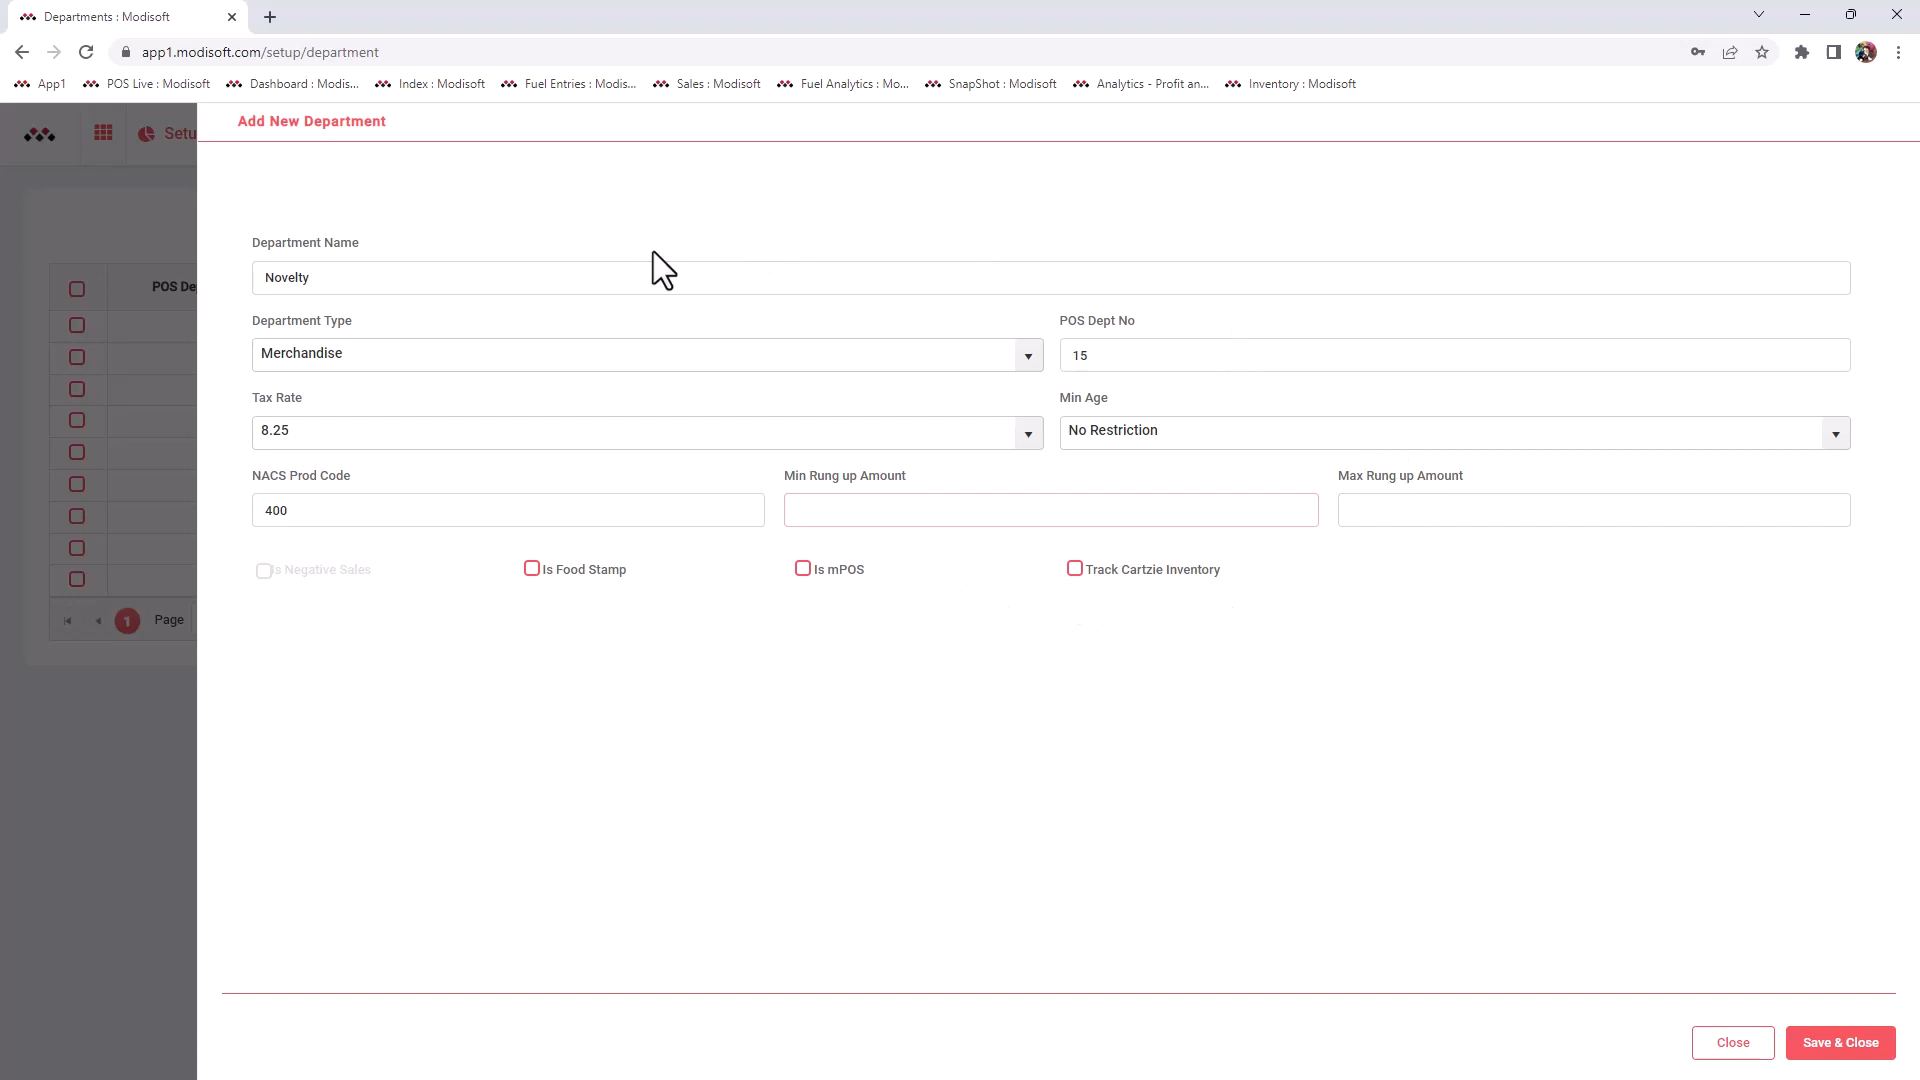 Departments : Modisoft
app1.modisoft.com/setup/department
App1 POS Live : Modisoft Dashboard : Modis... Index : Modisoft Fuel Entries : Modis... Sales : Modisoft Fuel Analytics : Mo... SnapShot : Modisoft Analytics - Profit an... Inventory : Modisoft
Setu
Add New Department
Department Name
Novelty
Department Type POS Dept No
Merchandise 15
Tax Rate Min Age
8.25 No Restriction
NACS Prod Code Min Rung up Amount Max Rung up Amount
400
Is Negative Sales Is Food Stamp Is mPOS Track Cartzie Inventory
POS De
1 Page
Close Save & Close